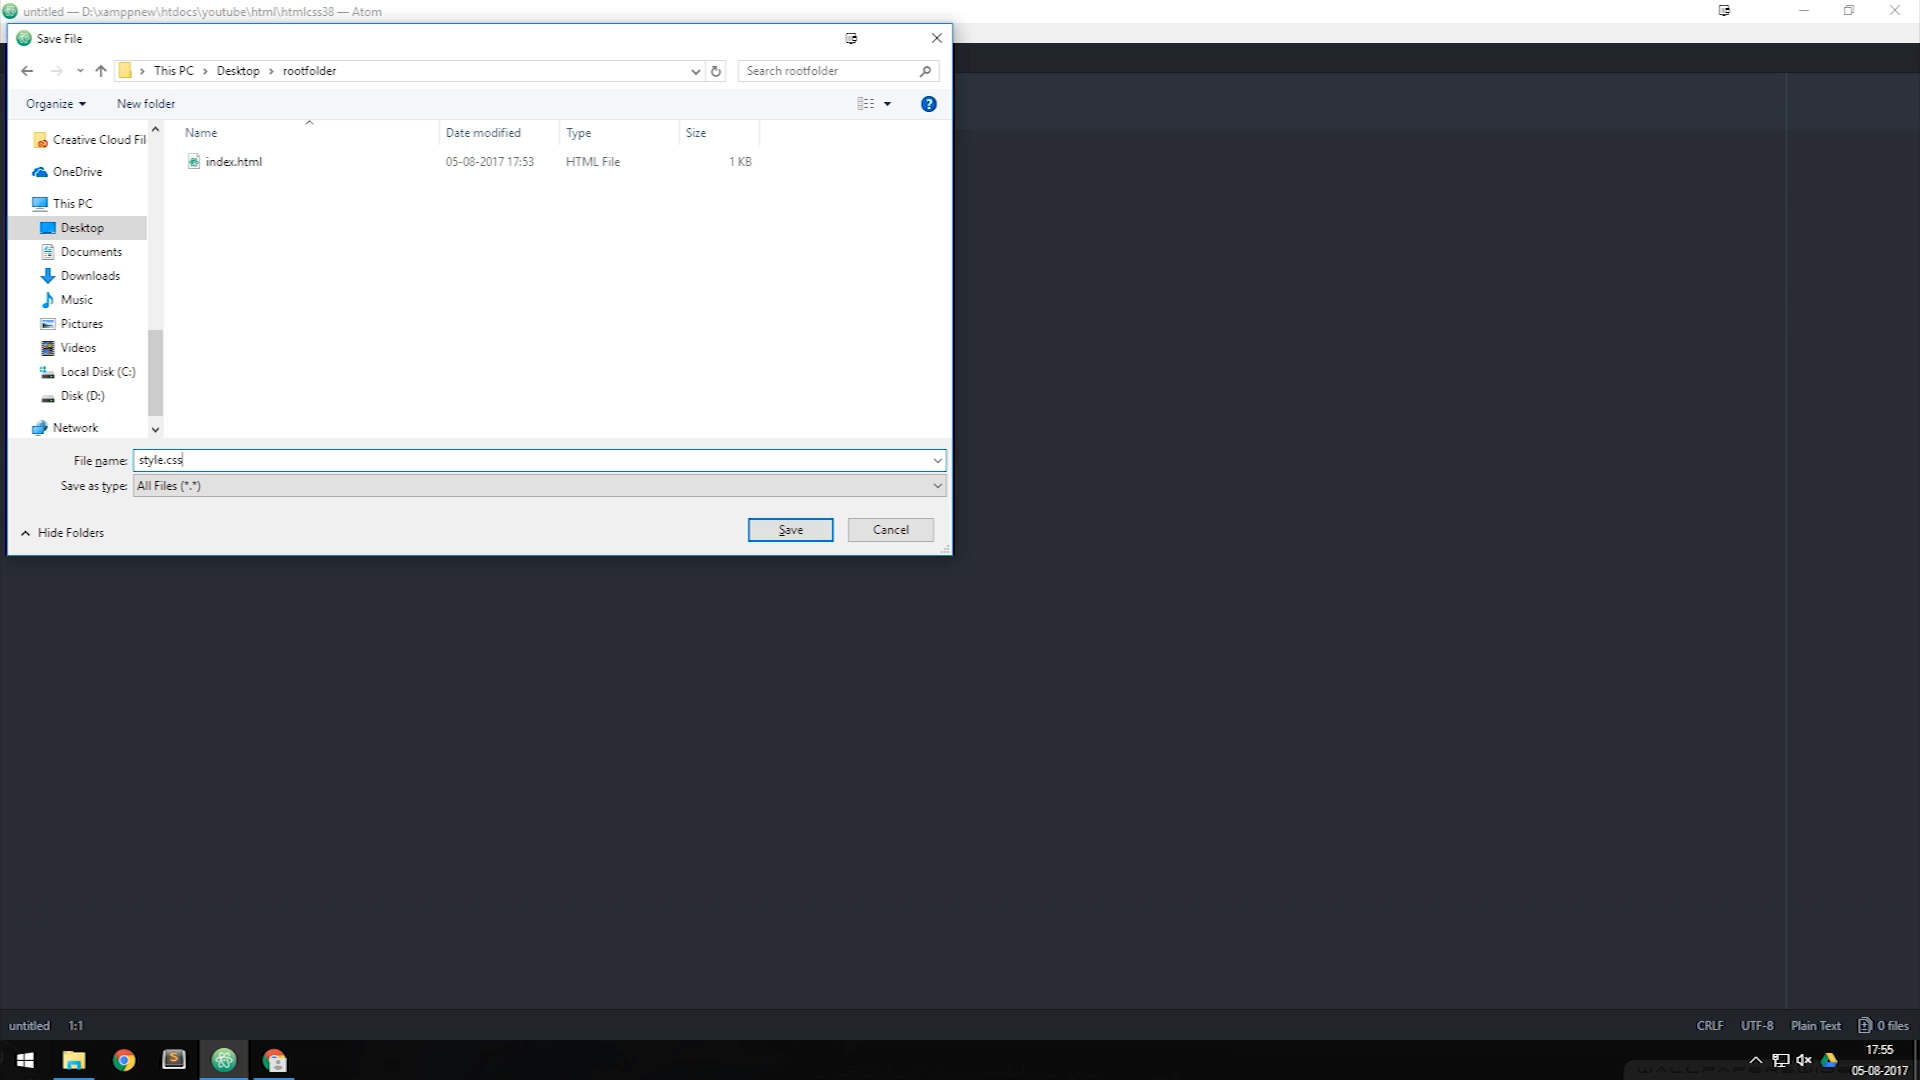 untitled — D:\xamppnew\htdocs\youtube\html\htmlcss38 — Atom
Save File
This PC > Desktop > rootfolder
Search rootfolder
Organize
New folder
Name
Date modified
Type
Size
index.html
05-08-2017 17:53
HTML File
1 KB
Creative Cloud Fil
OneDrive
This PC
Desktop
Documents
Downloads
Music
Pictures
Videos
Local Disk (C:)
Disk (D:)
Network
File name: style.css
Save as type: All Files (*.*)
Hide Folders
Save
Cancel
untitled 1:1
CRLF UTF-8 Plain Text 0 files
17:55
05-08-2017